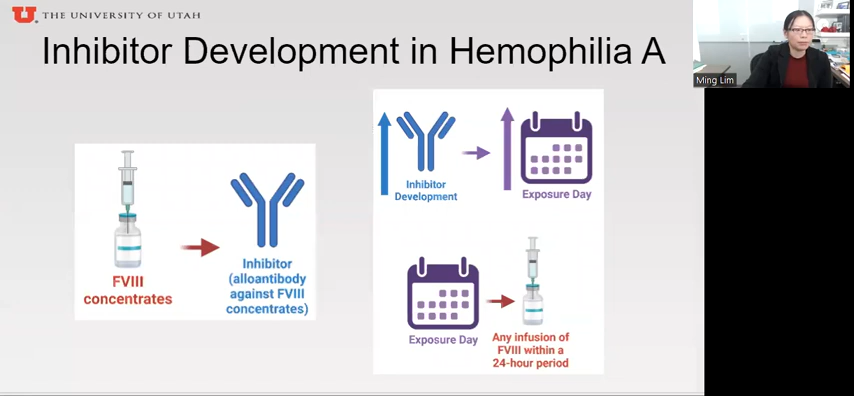 THE UNIVERSITY OF UTAH
Inhibitor Development in Hemophilia A
Ming Lim
FVIII
concentrates
Inhibitor
(alloantibody
against FVIII
concentrates)
Inhibitor
Development
Exposure Day
Exposure Day
Any infusion of
FVIII within a
24-hour period